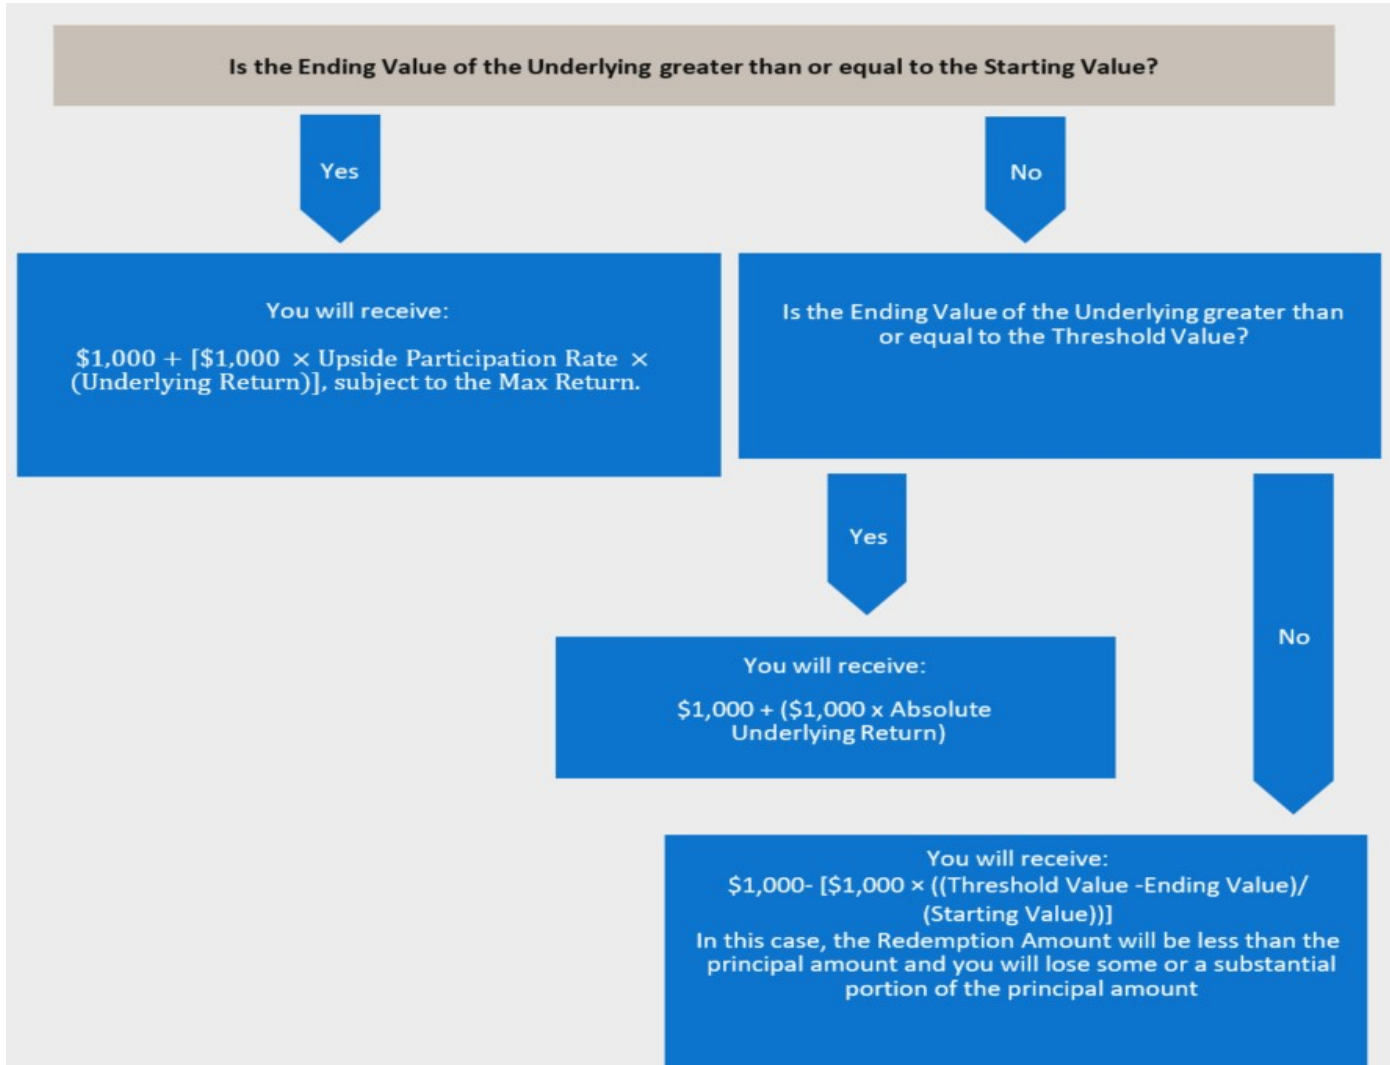 Is the Ending Value of the Underlying greater than or equal to the Starting Value?
Yes
No
You will receive:
$1,000 + [$1,000 × Upside Participation Rate ×
(Underlying Return)], subject to the Max Return.
Is the Ending Value of the Underlying greater than
or equal to the Threshold Value?
Yes
No
You will receive:
$1,000 + ($1,000 x Absolute
Underlying Return)
You will receive:
$1,000- [$1,000 × ((Threshold Value -Ending Value)/
(Starting Value))]
In this case, the Redemption Amount will be less than the
principal amount and you will lose some or a substantial
portion of the principal amount